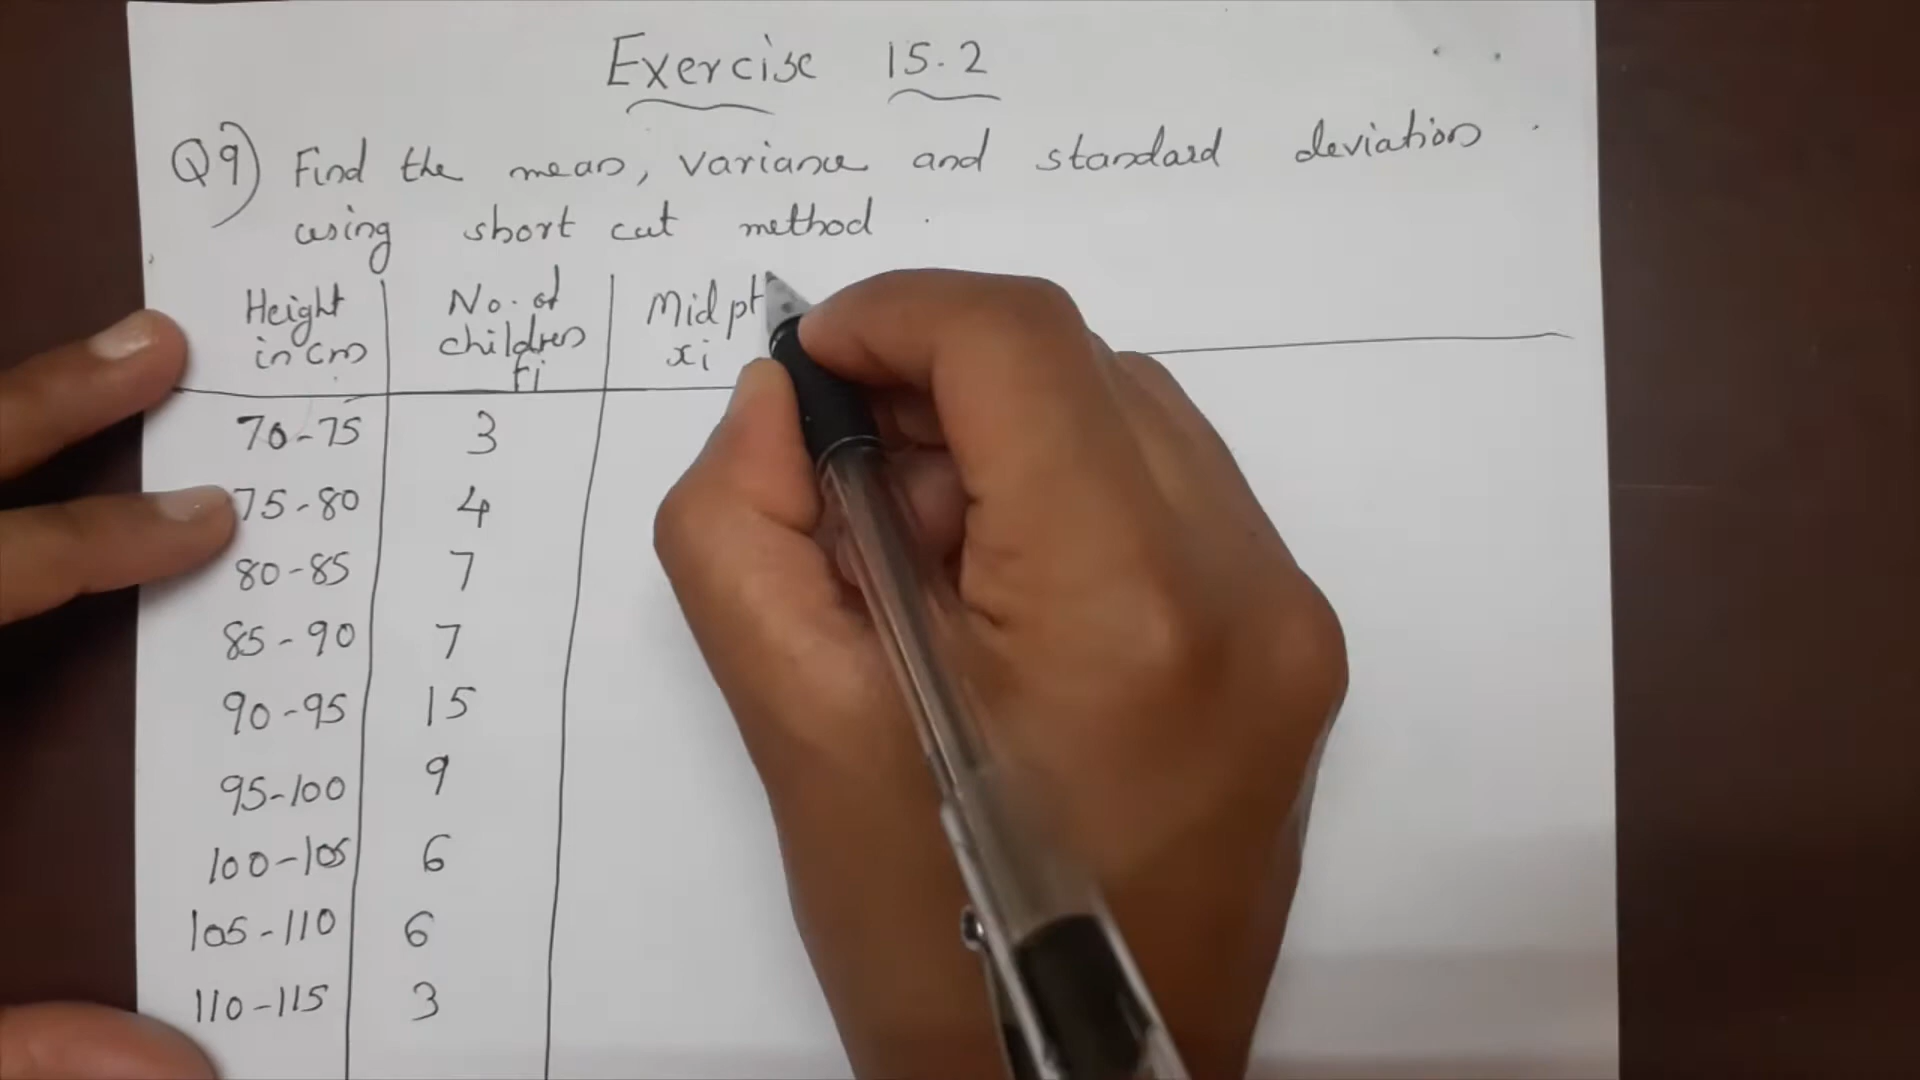 Exercise 15.2
Q9) Find the mean, variance and standard deviation
using short cut method.
Height in cm | No. of children fi | Mid pt xi
70-75 3
75-80 4
80-85 7
85-90 7
90-95 15
95-100 9
100-105 6
105-110 6
110-115 3